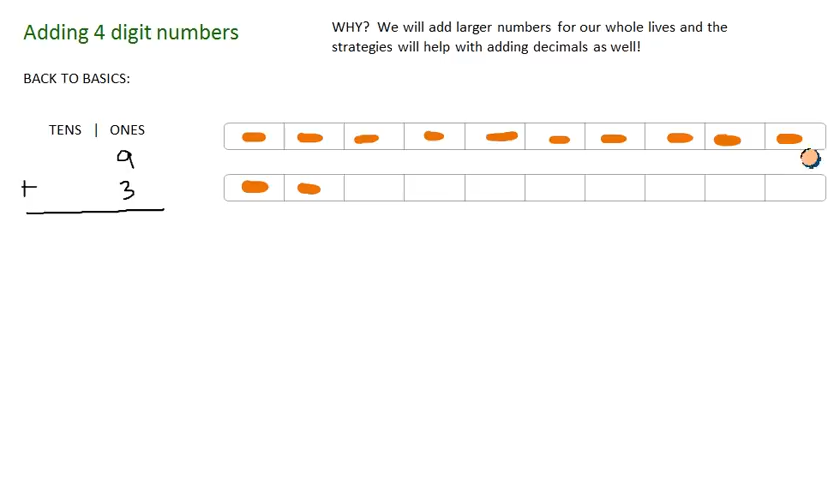 Adding 4 digit numbers
WHY? We will add larger numbers for our whole lives and the
strategies will help with adding decimals as well!
BACK TO BASICS:
TENS | ONES
9
+ 3